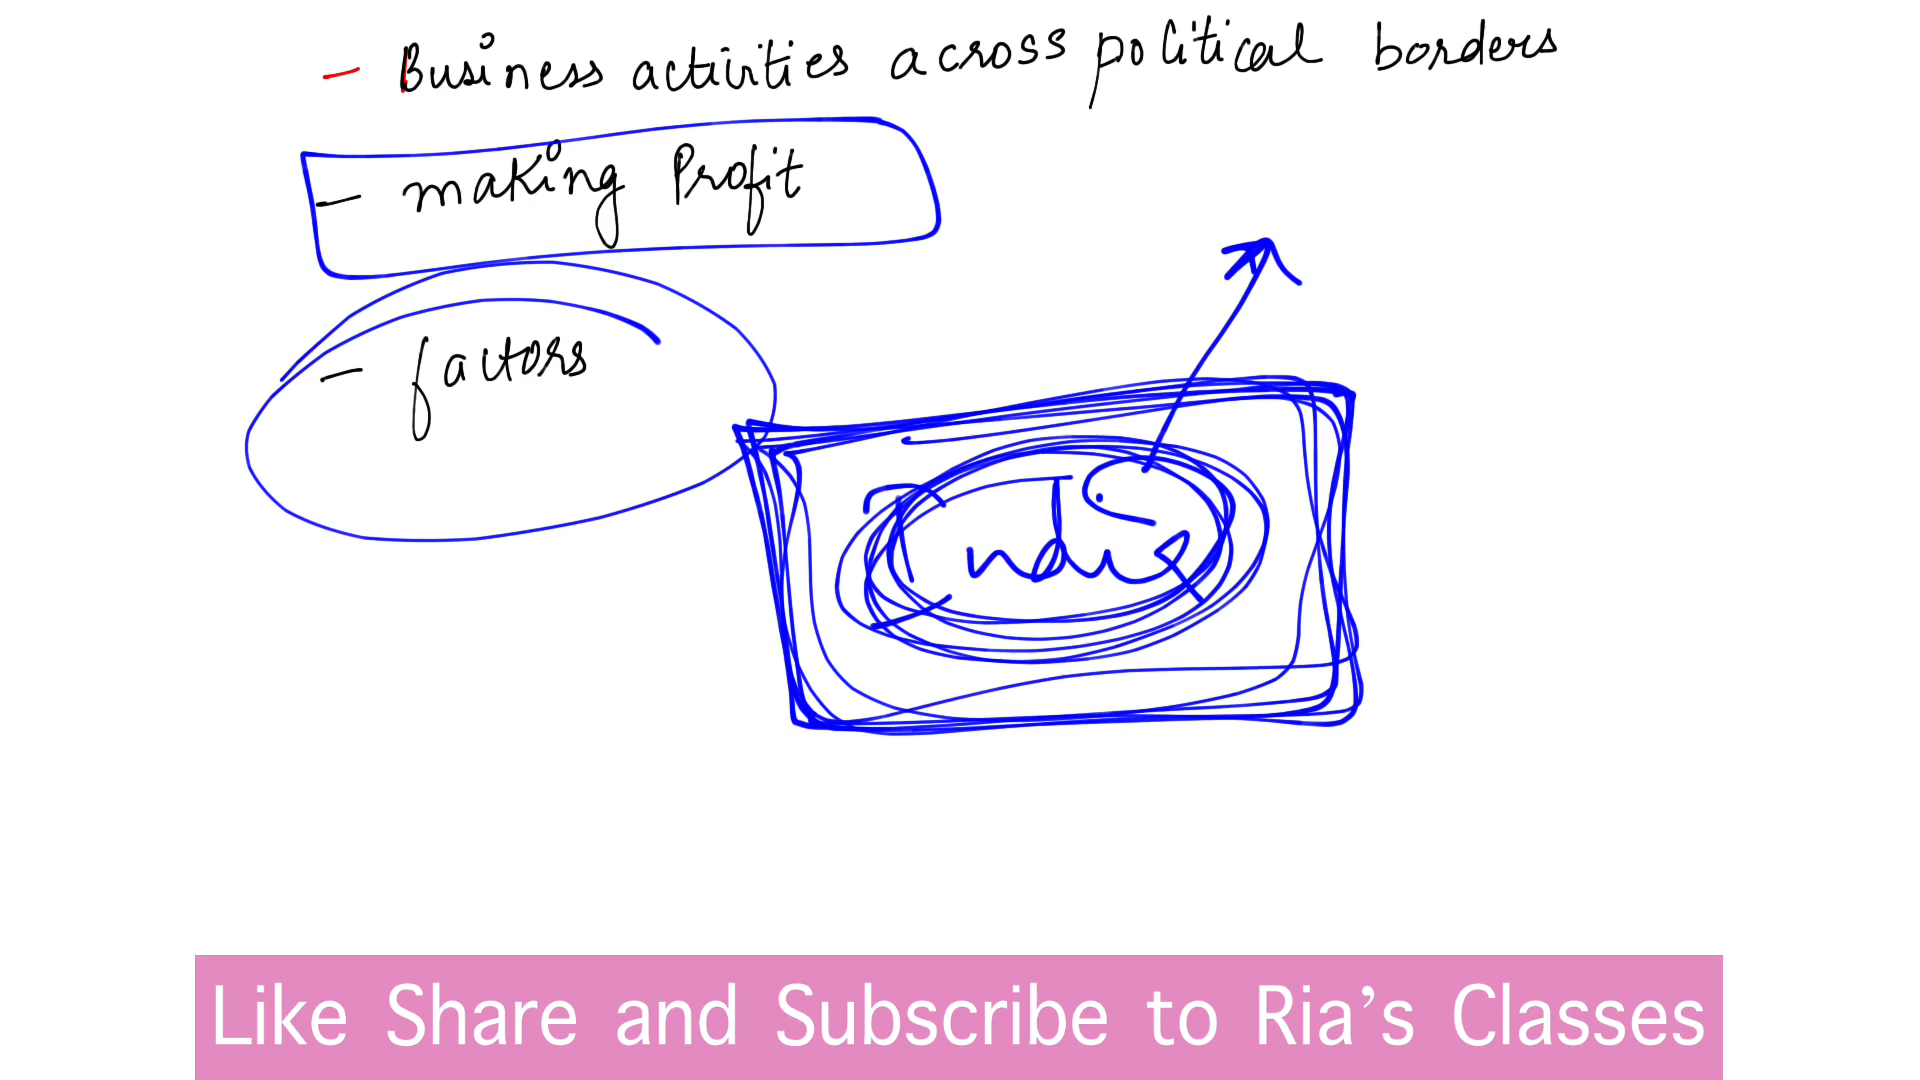 - Business activities across political borders
- making Profit
- factors
India
Like Share and Subscribe to Ria's Classes